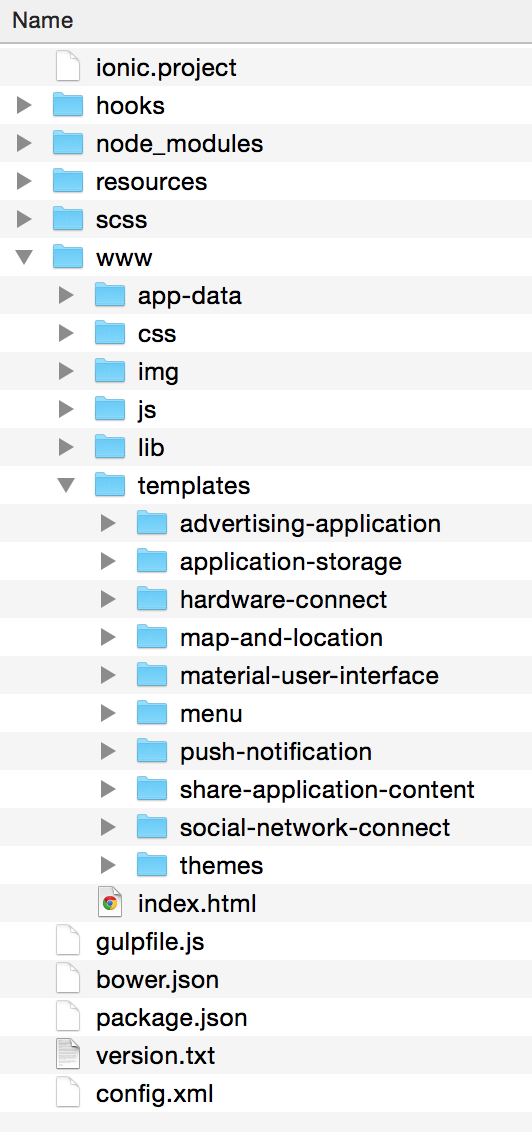 Name
ionic.project
hooks
node_modules
resources
scss
www
app-data
css
img
js
lib
templates
advertising-application
application-storage
hardware-connect
map-and-location
material-user-interface
menu
push-notification
share-application-content
social-network-connect
themes
index.html
gulpfile.js
bower.json
package.json
version.txt
config.xml